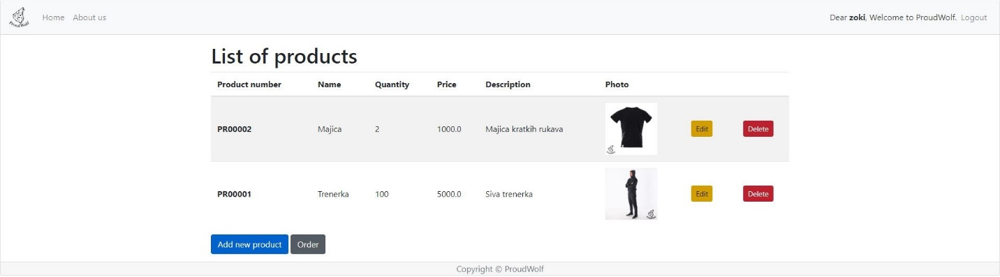 ProudWolf Home About us Dear zoki, Welcome to ProudWolf. Logout
List of products
Product number Name Quantity Price Description Photo
PR00002 Majica 2 1000.0 Majica kratkih rukava Edit Delete
PR00001 Trenerka 100 5000.0 Siva trenerka Edit Delete
Add new product Order
Copyright © ProudWolf